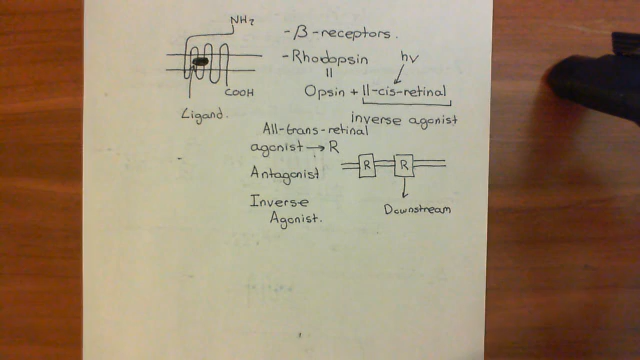 NH2
- β - receptors.
- Rhodopsin
hv
=
Opsin + 11-cis-retinal
COOH
Ligand.
inverse agonist
All-trans-retinal
agonist → R
Antagonist
R R
Inverse
Agonist.
Downstream